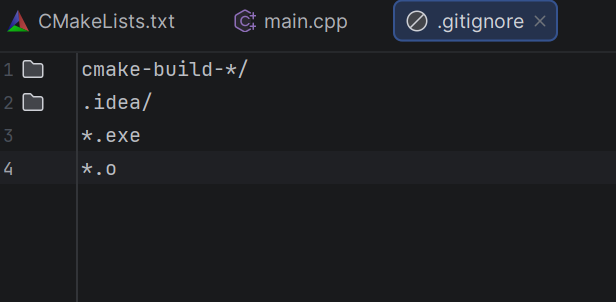 CMakeLists.txt main.cpp .gitignore
1 cmake-build-*/
2 .idea/
3 *.exe
4 *.o